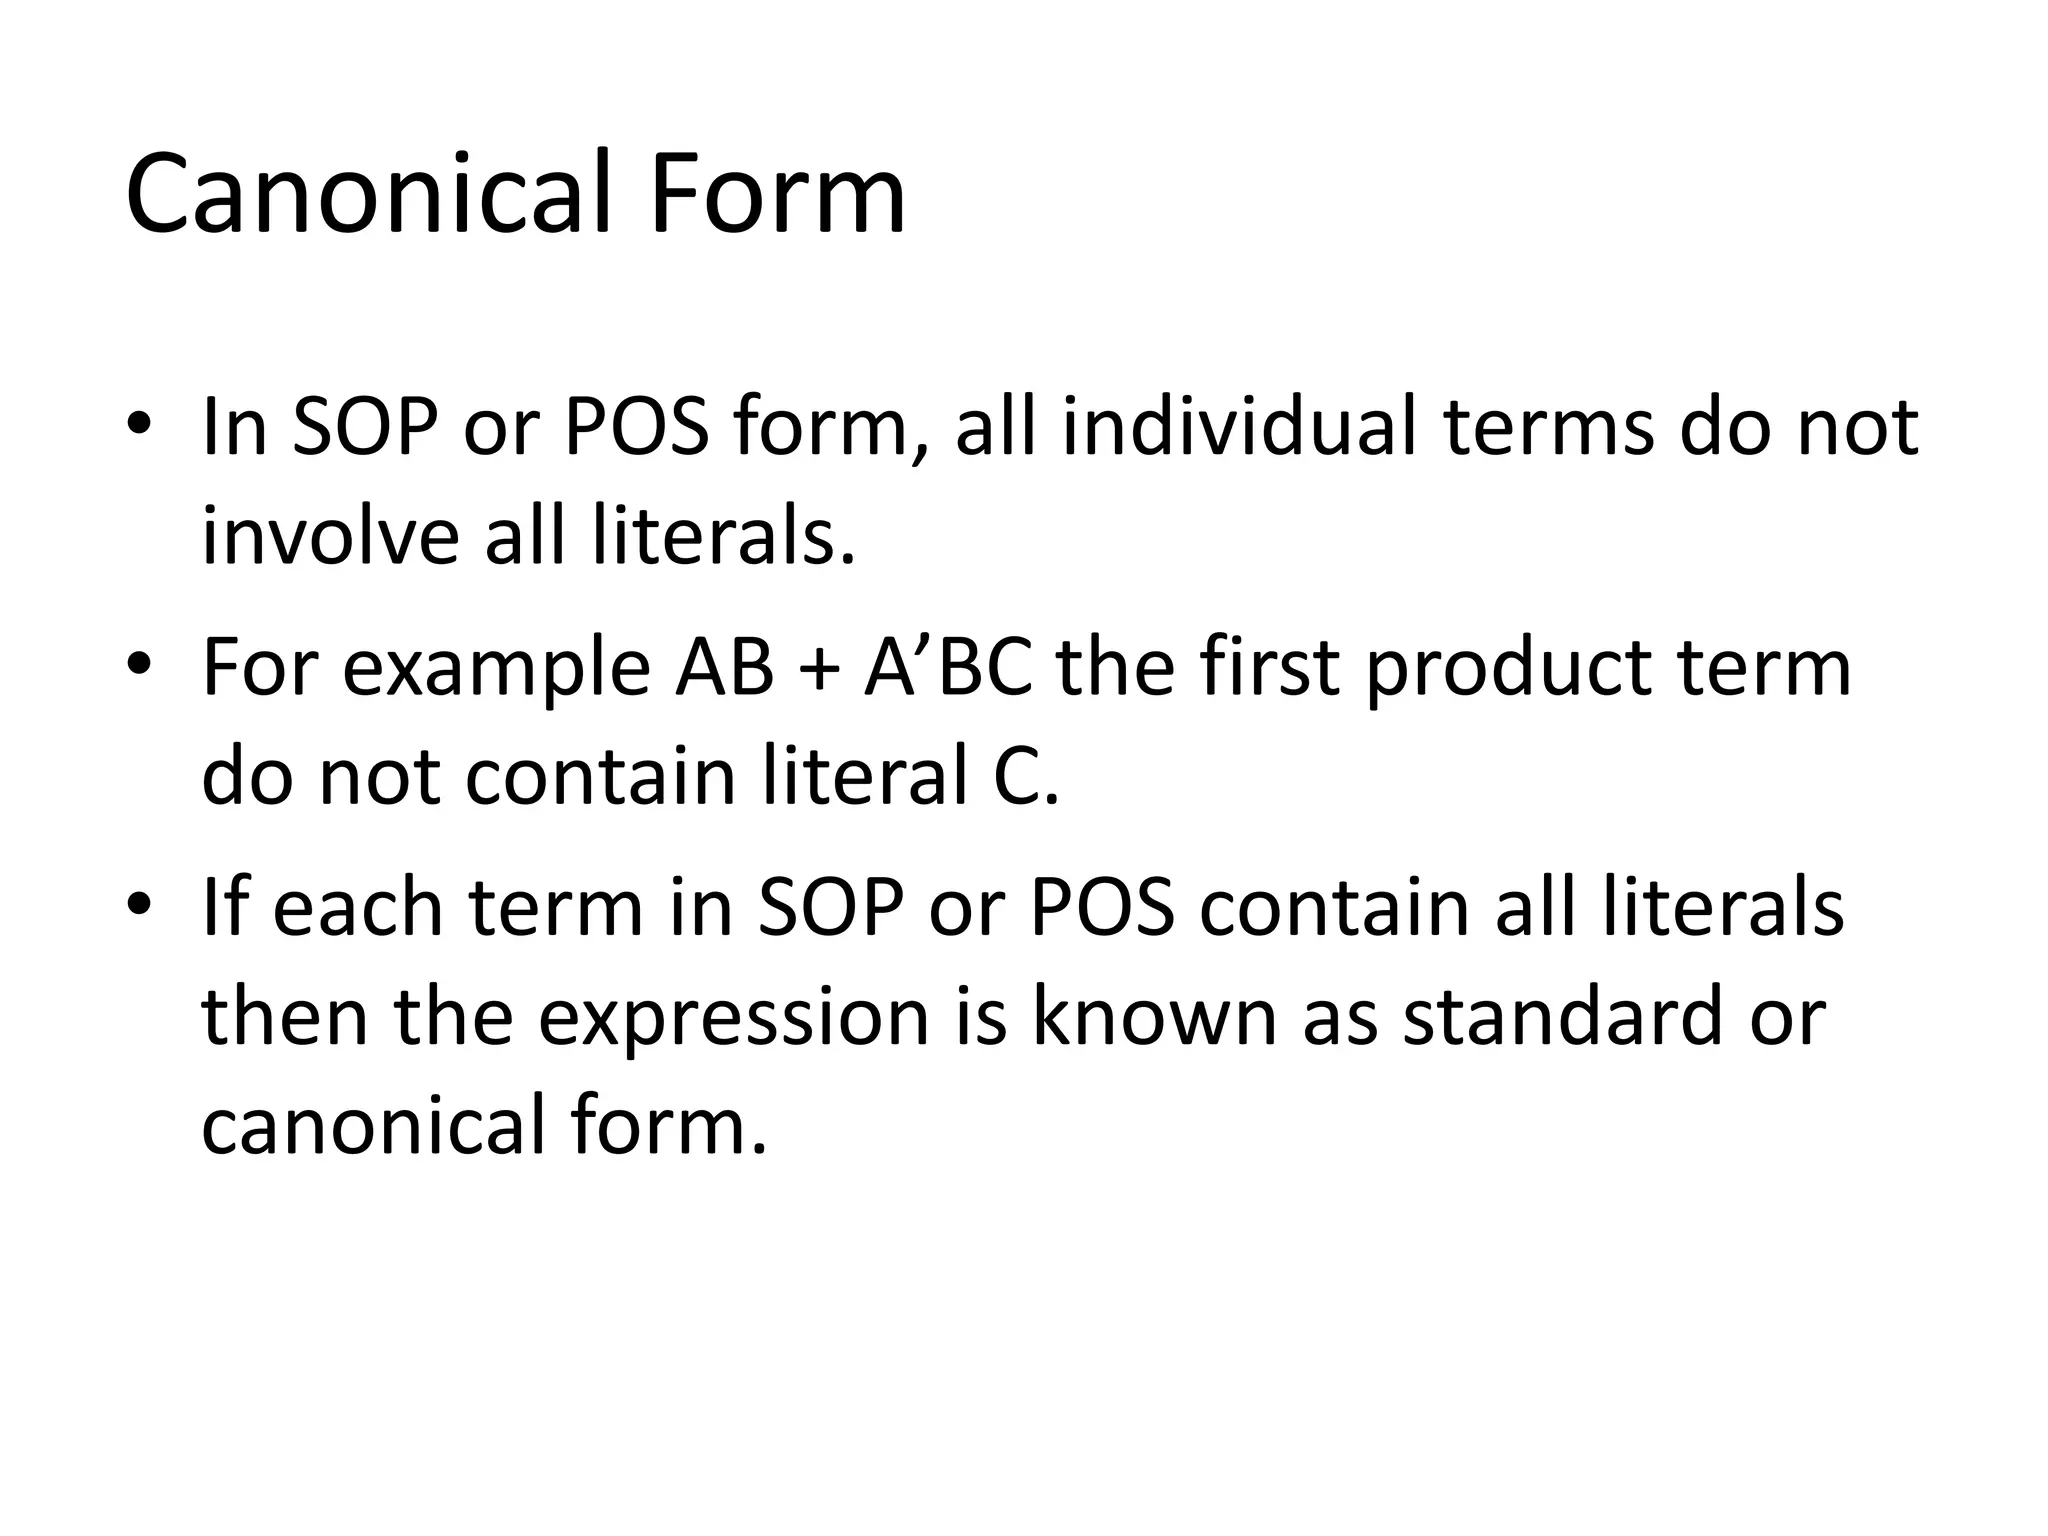 Canonical Form
• In SOP or POS form, all individual terms do not
involve all literals.
• For example AB + A’BC the first product term
do not contain literal C.
• If each term in SOP or POS contain all literals
then the expression is known as standard or
canonical form.